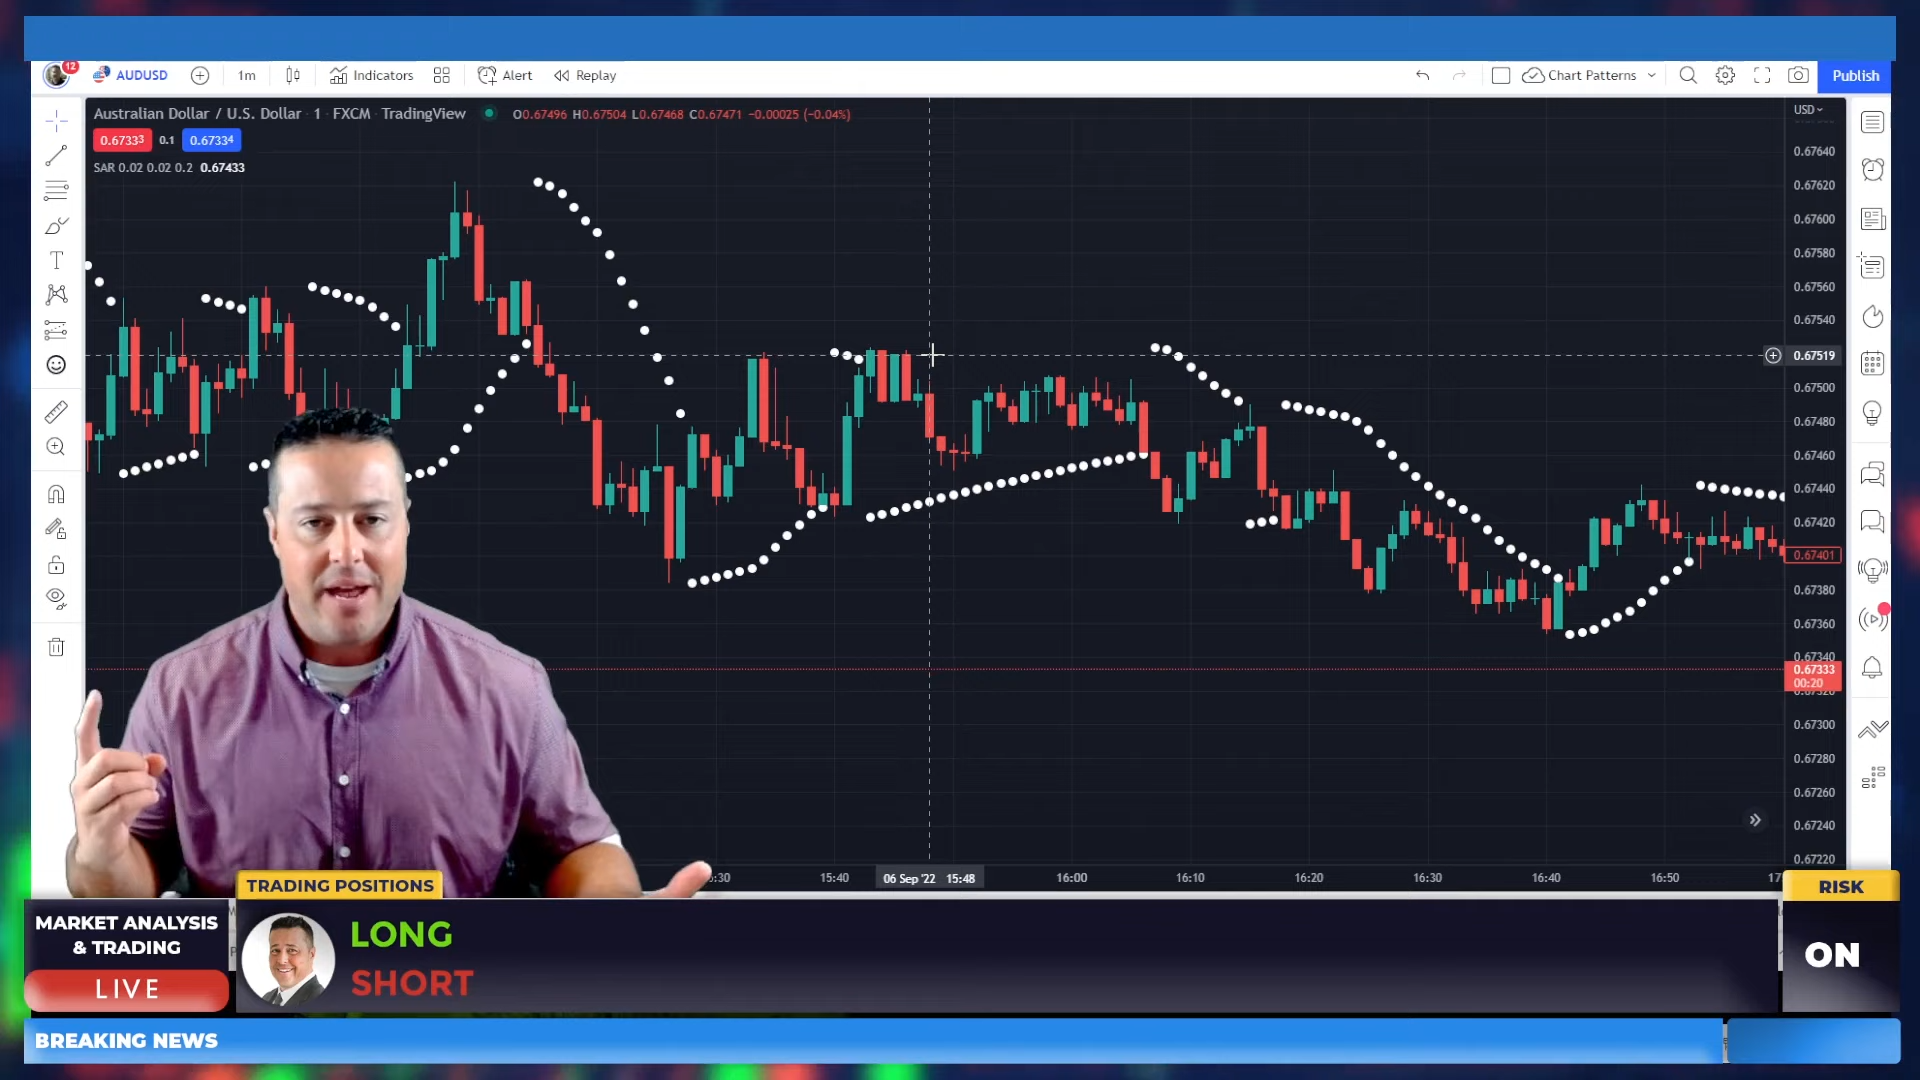 12
AUDUSD
1m
Indicators
Alert
Replay
Chart Patterns
Publish
Australian Dollar / U.S. Dollar · 1 · FXCM · TradingView
O0.67496 H0.67504 L0.67468 C0.67471 -0.00025 (-0.04%)
0.67333 0.1 0.67334
SAR 0.02 0.02 0.2 0.67433
USD
0.67640
0.67620
0.67600
0.67580
0.67560
0.67540
0.67519
0.67500
0.67480
0.67460
0.67440
0.67420
0.67401
0.67380
0.67360
0.67340
0.67333
00:20
0.67320
0.67300
0.67280
0.67260
0.67240
0.67220
:30 15:40 06 Sep '22 15:48 16:00 16:10 16:20 16:30 16:40 16:50
TRADING POSITIONS
RISK
MARKET ANALYSIS
& TRADING
LIVE
LONG
SHORT
ON
BREAKING NEWS